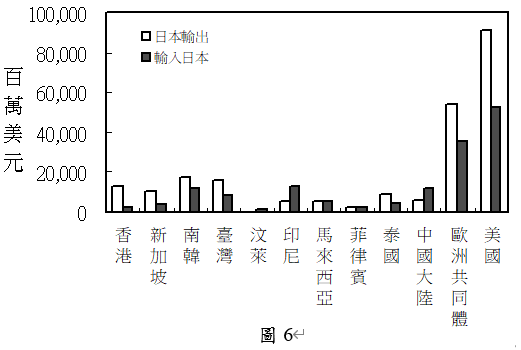 100,000
80,000
60,000
40,000
20,000
0
百萬美元
日本輸出
輸入日本
香港
新加坡
南韓
臺灣
汶萊
印尼
馬來西亞
菲律賓
泰國
中國大陸
歐洲共同體
美國
圖 6